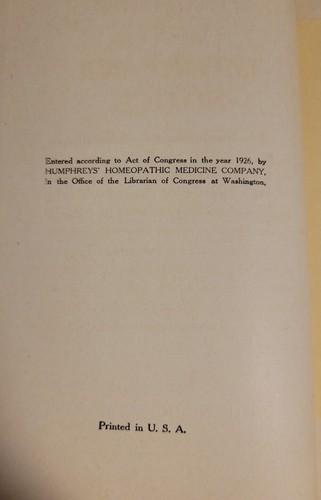 Entered according to Act of Congress in the year 1926, by
HUMPHREYS' HOMEOPATHIC MEDICINE COMPANY,
in the Office of the Librarian of Congress at Washington.
Printed in U. S. A.